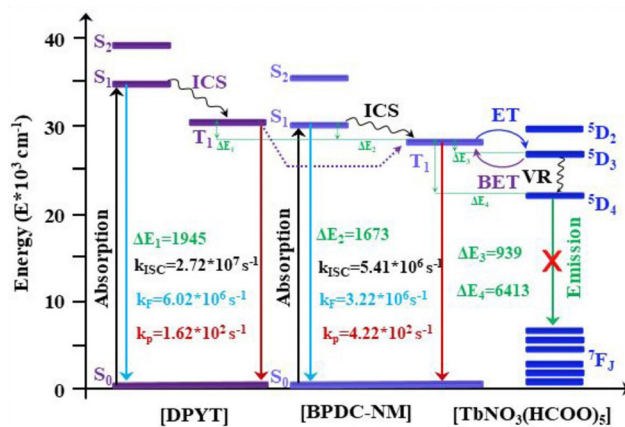 Energy (E*10³ cm⁻¹)
40
30
20
10
0
S₂
S₁
ICS
T₁
ΔE₁
Absorption
ΔE₁=1945
k_ISC=2.72*10⁷s⁻¹
k_F=6.02*10⁶ s⁻¹
k_p=1.62*10² s⁻¹
S₀
[DPYT]
S₂
S₁
ICS
ΔE₂
T₁
Absorption
ΔE₂=1673
k_ISC=5.41*10⁶s⁻¹
k_F=3.22*10⁶s⁻¹
k_p=4.22*10² s⁻¹
S₀
[BPDC-NM]
ET
BET
VR
ΔE₃
ΔE₄
⁵D₂
⁵D₃
⁵D₄
ΔE₃=939
ΔE₄=6413
Emission
⁷F_J
[TbNO₃(HCOO)₅]